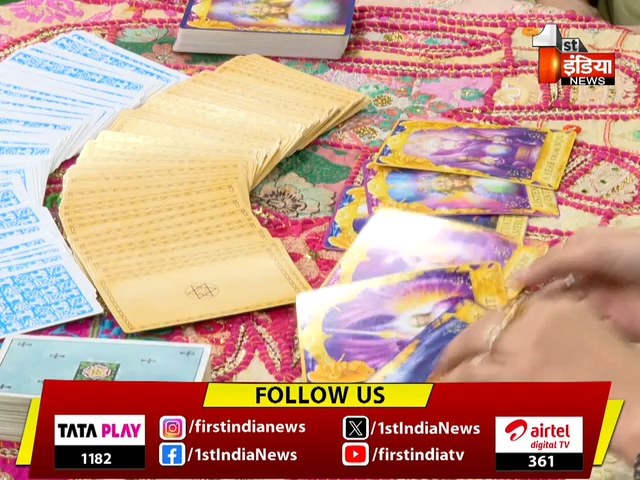 1st
इंडिया
NEWS
FOLLOW US
TATA PLAY
1182
/firstindianews
/1stIndiaNews
/1stIndiaNews
/firstindiatv
airtel
digital TV
361